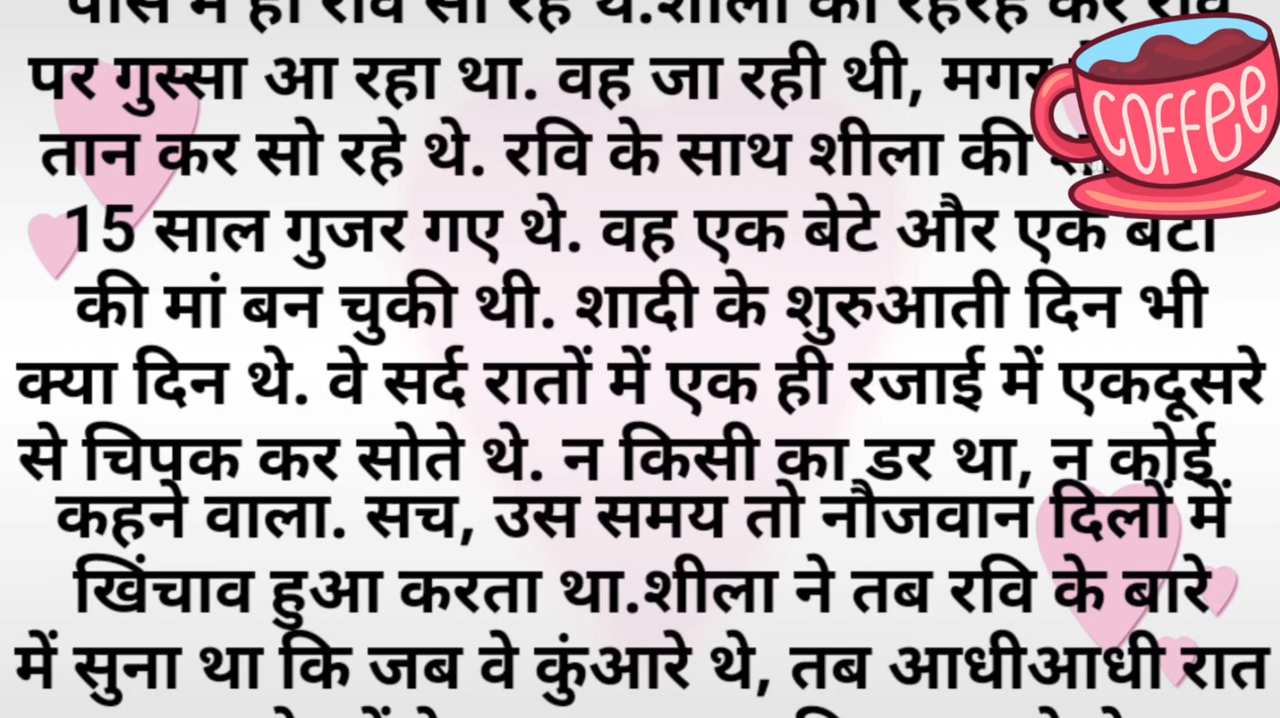 पर गुस्सा आ रहा था. वह जा रही थी, मगर
तान कर सो रहे थे. रवि के साथ शीला की
15 साल गुजर गए थे. वह एक बेटे और एक बेटी
की मां बन चुकी थी. शादी के शुरुआती दिन भी
क्या दिन थे. वे सर्द रातों में एक ही रजाई में एकदूसरे
से चिपक कर सोते थे. न किसी का डर था, न कोई
कहने वाला. सच, उस समय तो नौजवान दिलों में
खिंचाव हुआ करता था.शीला ने तब रवि के बारे
में सुना था कि जब वे कुंआरे थे, तब आधीआधी रात
COFFee